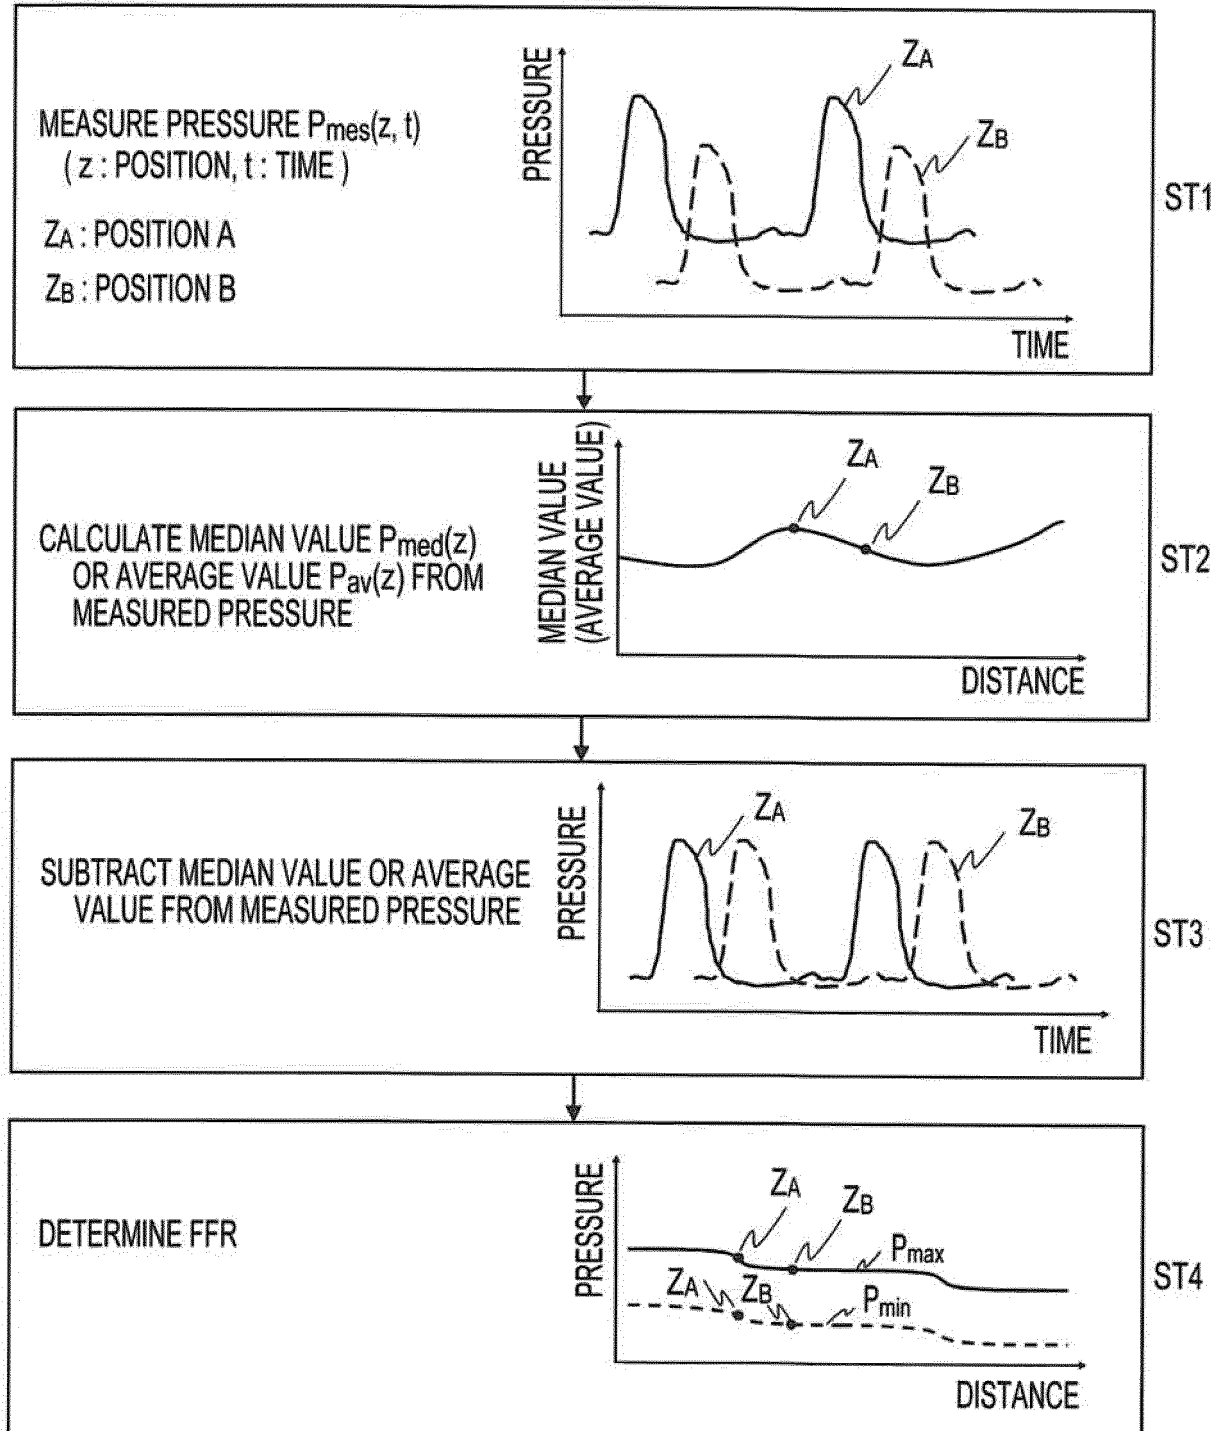 MEASURE PRESSURE Pmes(z, t)
( z : POSITION, t : TIME )
ZA : POSITION A
ZB : POSITION B
PRESSURE
ZA
ZB
TIME
ST1
CALCULATE MEDIAN VALUE Pmed(z)
OR AVERAGE VALUE Pav(z) FROM
MEASURED PRESSURE
MEDIAN VALUE
(AVERAGE VALUE)
ZA
ZB
DISTANCE
ST2
SUBTRACT MEDIAN VALUE OR AVERAGE
VALUE FROM MEASURED PRESSURE
PRESSURE
ZA
ZB
TIME
ST3
DETERMINE FFR
PRESSURE
ZA
ZB
Pmax
ZA
ZB
Pmin
DISTANCE
ST4